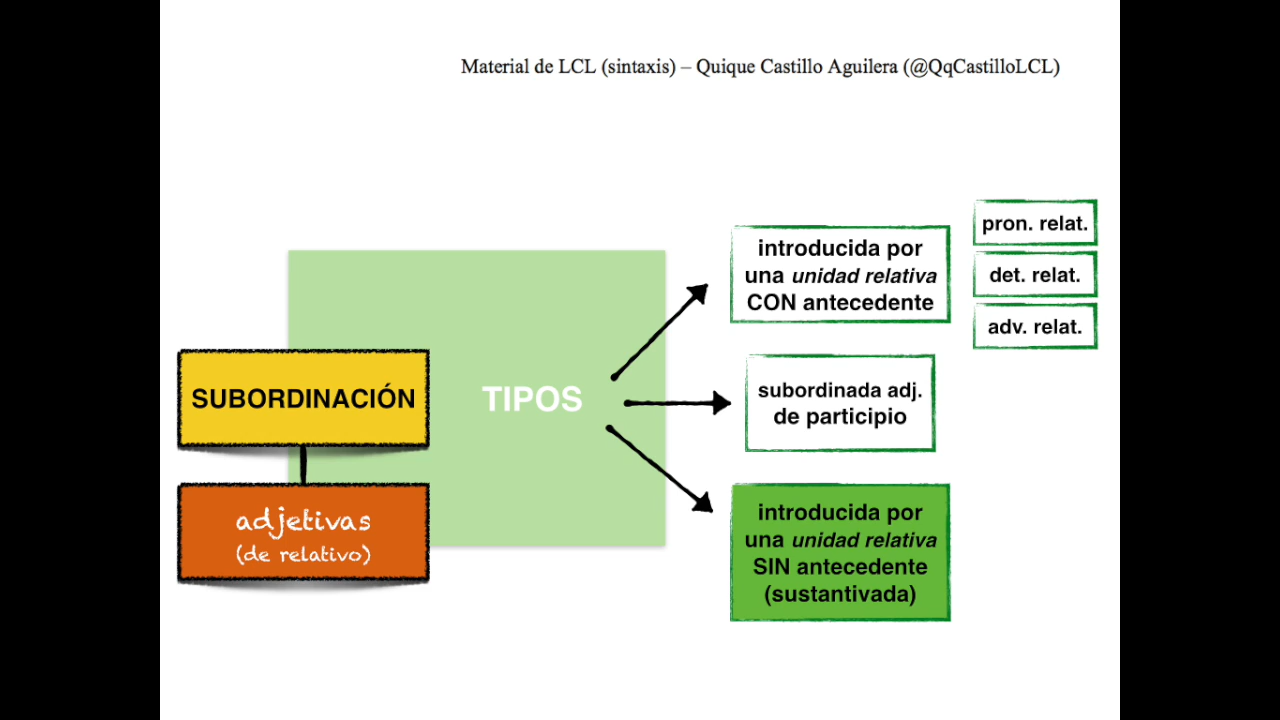 Material de LCL (sintaxis) – Quique Castillo Aguilera (@QqCastilloLCL)
SUBORDINACIÓN
adjetivas
(de relativo)
TIPOS
introducida por
una unidad relativa
CON antecedente
pron. relat.
det. relat.
adv. relat.
subordinada adj.
de participio
introducida por
una unidad relativa
SIN antecedente
(sustantivada)